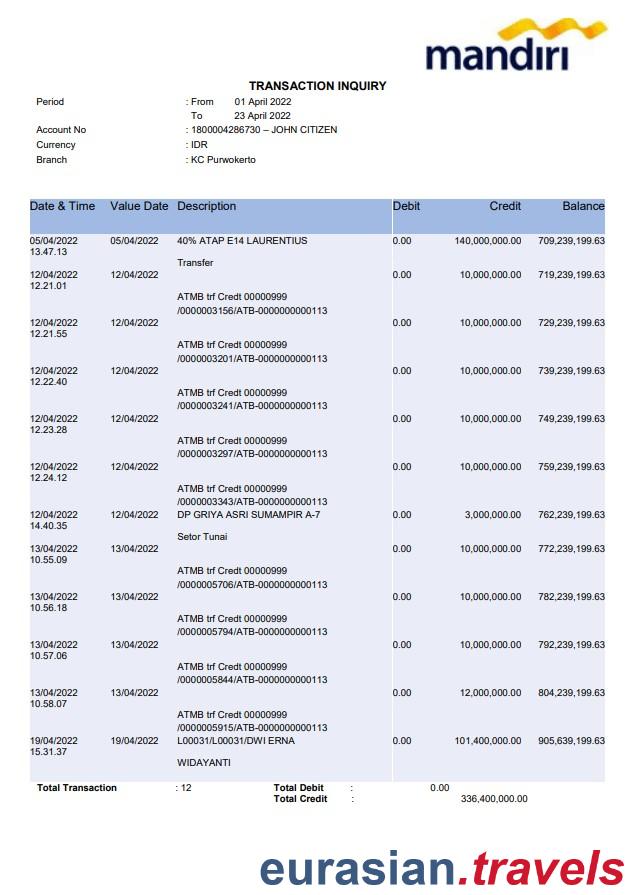 mandiri
TRANSACTION INQUIRY
Period : From 01 April 2022
To 23 April 2022
Account No : 1800004286730 – JOHN CITIZEN
Currency : IDR
Branch : KC Purwokerto
Date & Time Value Date Description Debit Credit Balance
05/04/2022 05/04/2022 40% ATAP E14 LAURENTIUS 0.00 140,000,000.00 709,239,199.63
13.47.13
Transfer
12/04/2022 12/04/2022 0.00 10,000,000.00 719,239,199.63
12.21.01
ATMB trf Credt 00000999
/0000003156/ATB-0000000000113
12/04/2022 12/04/2022 0.00 10,000,000.00 729,239,199.63
12.21.55
ATMB trf Credt 00000999
/0000003201/ATB-0000000000113
12/04/2022 12/04/2022 0.00 10,000,000.00 739,239,199.63
12.22.40
ATMB trf Credt 00000999
/0000003241/ATB-0000000000113
12/04/2022 12/04/2022 0.00 10,000,000.00 749,239,199.63
12.23.28
ATMB trf Credt 00000999
/0000003297/ATB-0000000000113
12/04/2022 12/04/2022 0.00 10,000,000.00 759,239,199.63
12.24.12
ATMB trf Credt 00000999
/0000003343/ATB-0000000000113
12/04/2022 12/04/2022 DP GRIYA ASRI SUMAMPIR A-7 0.00 3,000,000.00 762,239,199.63
14.40.35
Setor Tunai
13/04/2022 13/04/2022 0.00 10,000,000.00 772,239,199.63
10.55.09
ATMB trf Credt 00000999
/0000005706/ATB-0000000000113
13/04/2022 13/04/2022 0.00 10,000,000.00 782,239,199.63
10.56.18
ATMB trf Credt 00000999
/0000005794/ATB-0000000000113
13/04/2022 13/04/2022 0.00 10,000,000.00 792,239,199.63
10.57.06
ATMB trf Credt 00000999
/0000005844/ATB-0000000000113
13/04/2022 13/04/2022 0.00 12,000,000.00 804,239,199.63
10.58.07
ATMB trf Credt 00000999
/0000005915/ATB-0000000000113
19/04/2022 19/04/2022 L00031/L00031/DWI ERNA 0.00 101,400,000.00 905,639,199.63
15.31.37
WIDAYANTI
Total Transaction : 12 Total Debit : 0.00
Total Credit : 336,400,000.00
eurasian.travels